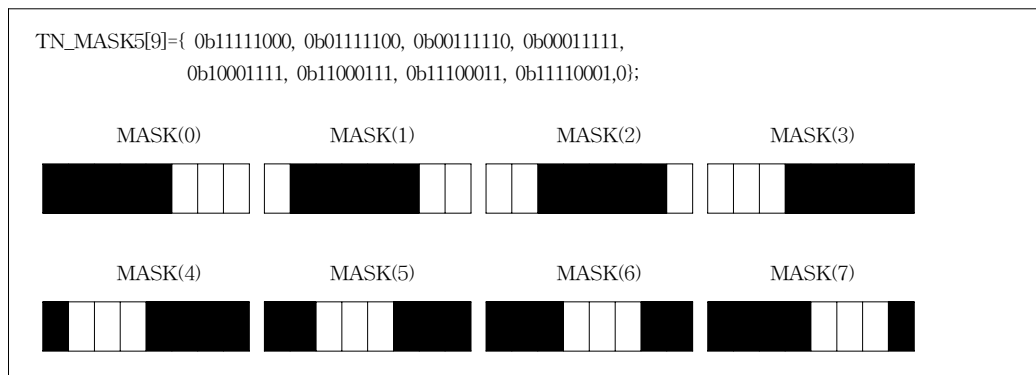 TN_MASK5[9]={ 0b11111000, 0b01111100, 0b00111110, 0b00011111,
0b10001111, 0b11000111, 0b11100011, 0b11110001,0};
MASK(0) MASK(1) MASK(2) MASK(3)
MASK(4) MASK(5) MASK(6) MASK(7)